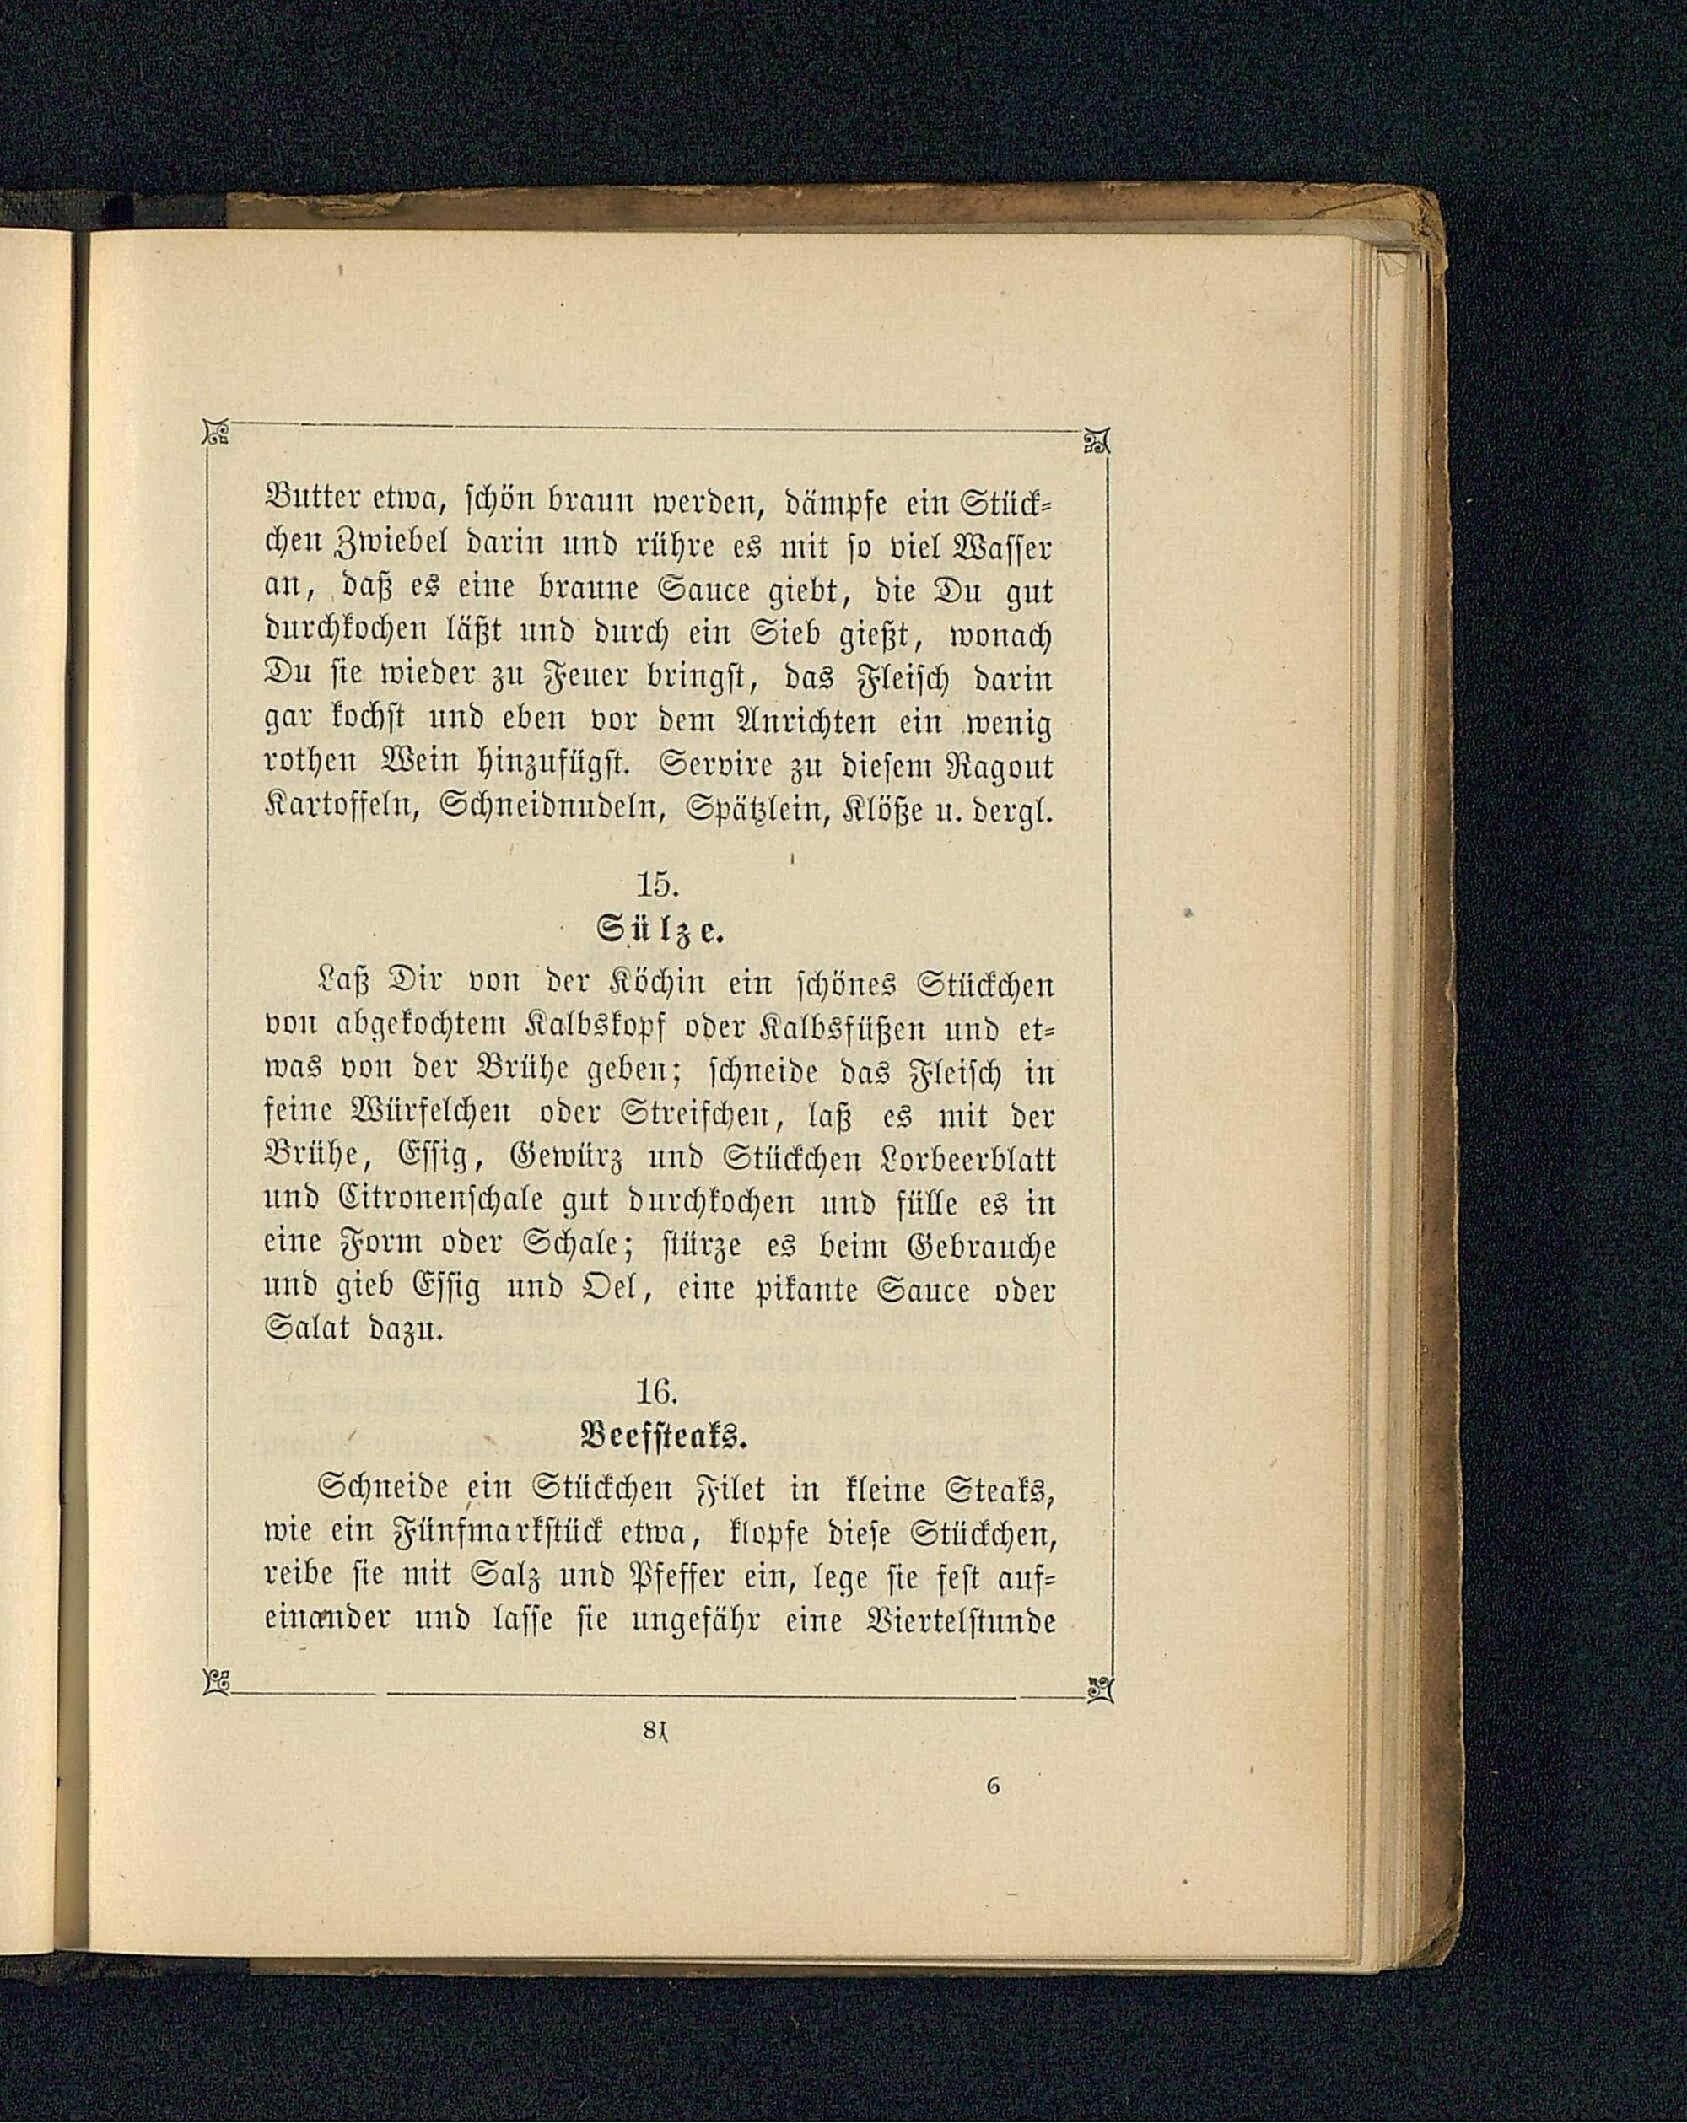 Butter etwa, schön braun werden, dämpfe ein Stück-
chen Zwiebel darin und rühre es mit so viel Wasser
an, daß es eine braune Sauce giebt, die Du gut
durchkochen läßt und durch ein Sieb gießt, wonach
Du sie wieder zu Feuer bringst, das Fleisch darin
gar kochst und eben vor dem Anrichten ein wenig
rothen Wein hinzufügst. Servire zu diesem Ragout
Kartoffeln, Schneidnudeln, Spätzlein, Klöße u. dergl.
15.
Sülze.
Laß Dir von der Köchin ein schönes Stückchen
von abgekochtem Kalbskopf oder Kalbsfüßen und et-
was von der Brühe geben; schneide das Fleisch in
feine Würfelchen oder Streifchen, laß es mit der
Brühe, Essig, Gewürz und Stückchen Lorbeerblatt
und Citronenschale gut durchkochen und fülle es in
eine Form oder Schale; stürze es beim Gebrauche
und gieb Essig und Oel, eine pikante Sauce oder
Salat dazu.
16.
Beefsteaks.
Schneide ein Stückchen Filet in kleine Steaks,
wie ein Fünfmarkstück etwa, klopfe diese Stückchen,
reibe sie mit Salz und Pfeffer ein, lege sie fest auf-
einander und lasse sie ungefähr eine Viertelstunde
81
6